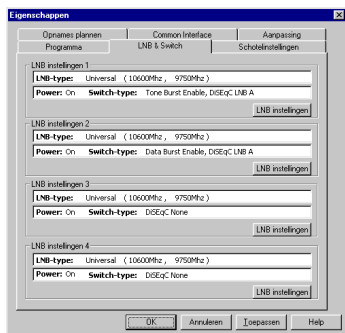 Eigenschappen
Opnames plannen Common Interface Aanpassing
Programma LNB & Switch Schotelinstellingen
LNB instellingen 1
LNB-type: Universal (10600Mhz, 9750Mhz)
Power: On Switch-type: Tone Burst Enable, DiSEqC LNB A
LNB instellingen
LNB instellingen 2
LNB-type: Universal (10600Mhz, 9750Mhz)
Power: On Switch-type: Data Burst Enable, DiSEqC LNB A
LNB instellingen
LNB instellingen 3
LNB-type: Universal (10600Mhz, 9750Mhz)
Power: On Switch-type: DiSEqC None
LNB instellingen
LNB instellingen 4
LNB-type: Universal (10600Mhz, 9750Mhz)
Power: On Switch-type: DiSEqC None
LNB instellingen
OK Annuleren Toepassen Help